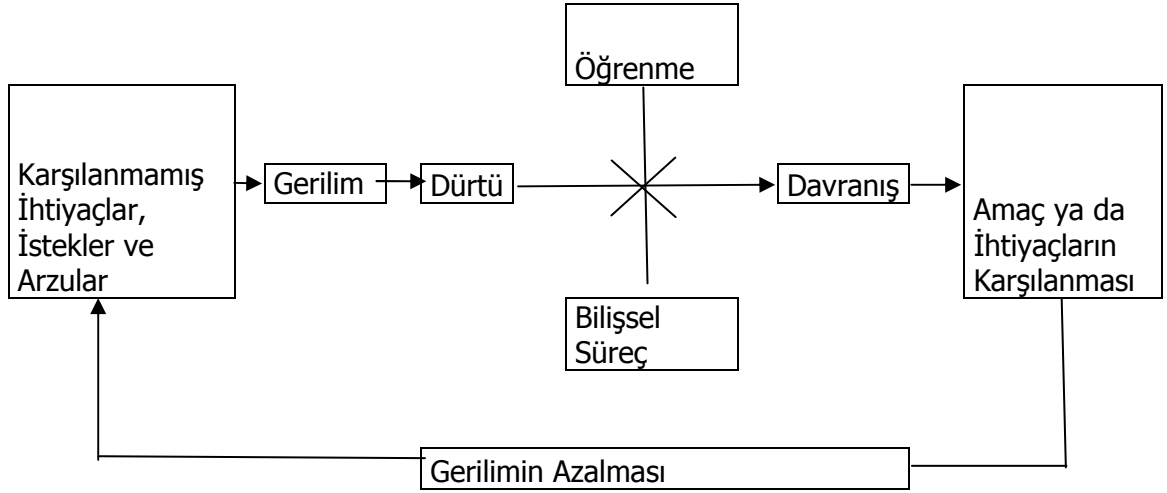 Öğrenme
Karşılanmamış
İhtiyaçlar,
İstekler ve
Arzular
Gerilim
Dürtü
Davranış
Amaç ya da
İhtiyaçların
Karşılanması
Bilişsel
Süreç
Gerilimin Azalması